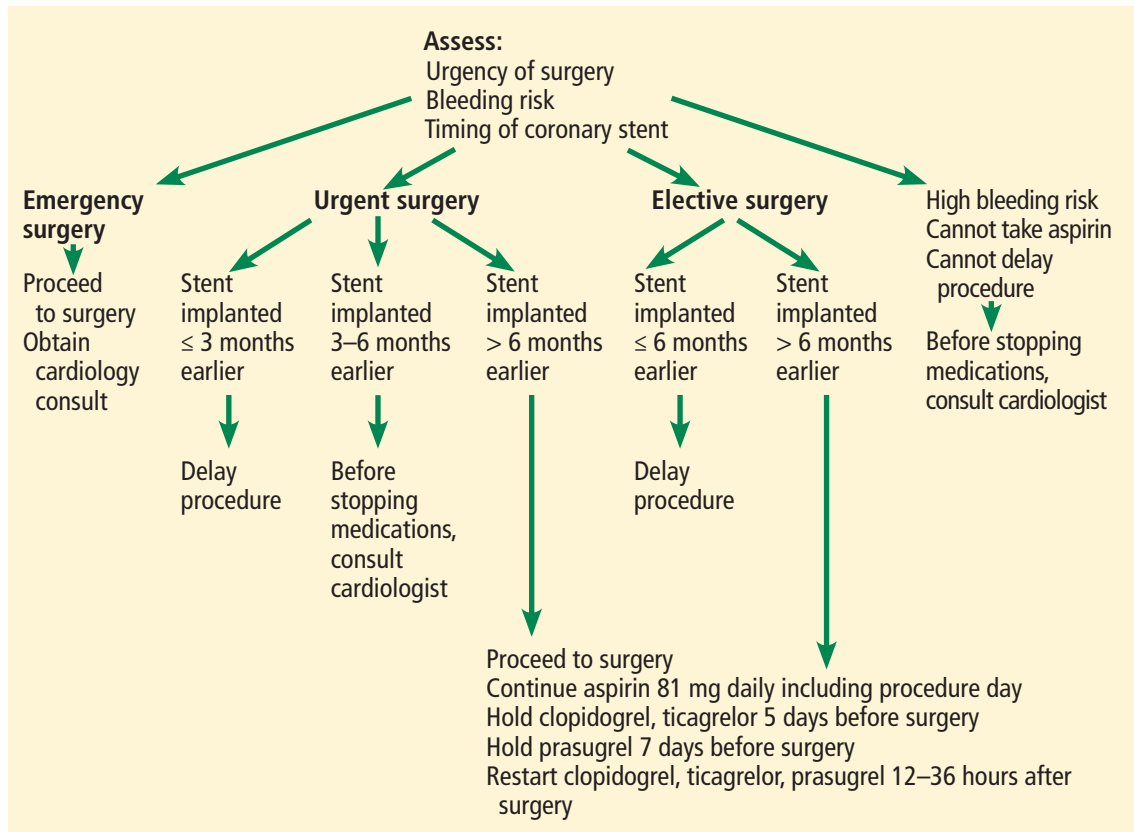 Assess:
Urgency of surgery
Bleeding risk
Timing of coronary stent
Emergency
surgery
Proceed
to surgery
Obtain
cardiology
consult
Urgent surgery
Stent
implanted
≤ 3 months
earlier
Delay
procedure
Stent
implanted
3–6 months
earlier
Before
stopping
medications,
consult
cardiologist
Stent
implanted
> 6 months
earlier
Elective surgery
Stent
implanted
≤ 6 months
earlier
Delay
procedure
Stent
implanted
> 6 months
earlier
Proceed to surgery
Continue aspirin 81 mg daily including procedure day
Hold clopidogrel, ticagrelor 5 days before surgery
Hold prasugrel 7 days before surgery
Restart clopidogrel, ticagrelor, prasugrel 12–36 hours after
surgery
High bleeding risk
Cannot take aspirin
Cannot delay
procedure
Before stopping
medications,
consult cardiologist